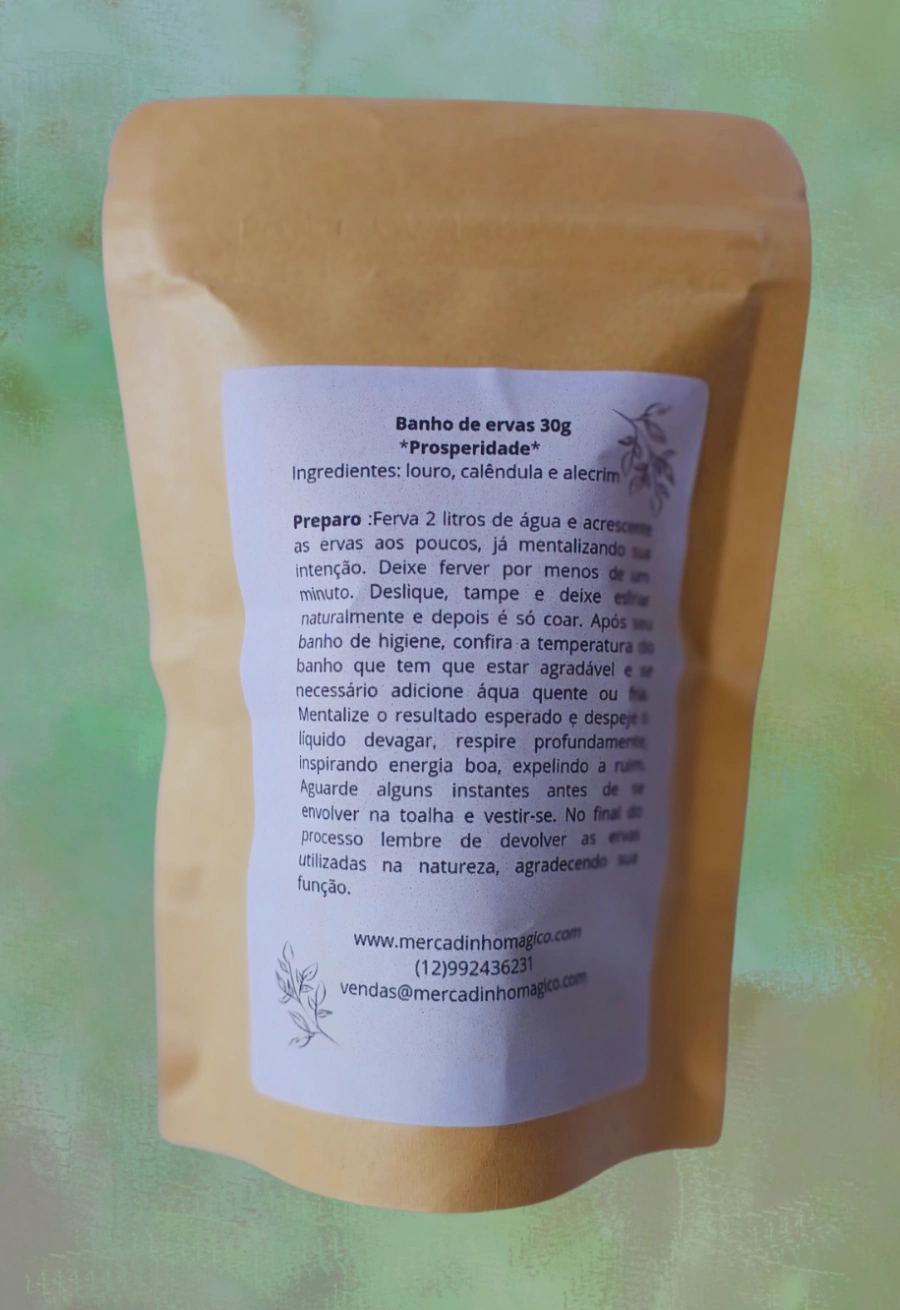 Banho de ervas 30g
*Prosperidade*
Ingredientes: louro, calêndula e alecrim
Preparo :Ferva 2 litros de água e acrescente
as ervas aos poucos, já mentalizando sua
intenção. Deixe ferver por menos de um
minuto. Deslique, tampe e deixe esfriar
naturalmente e depois é só coar. Após seu
banho de higiene, confira a temperatura do
banho que tem que estar agradável e se
necessário adicione áqua quente ou fria.
Mentalize o resultado esperado e despeje o
líquido devagar, respire profundamente,
inspirando energia boa, expelindo a ruim.
Aguarde alguns instantes antes de se
envolver na toalha e vestir-se. No final do
processo lembre de devolver as ervas
utilizadas na natureza, agradecendo sua
função.
www.mercadinhomagico.com
(12)992436231
vendas@mercadinhomagico.com